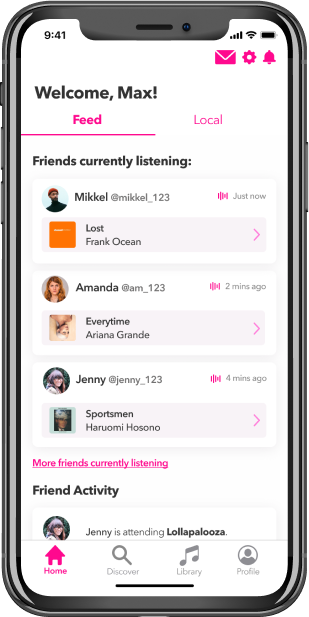 9:41
Welcome, Max!
Feed Local
Friends currently listening:
Mikkel @mikkel_123 Just now
Lost
Frank Ocean
Amanda @am_123 2 mins ago
Everytime
Ariana Grande
Jenny @jenny_123 4 mins ago
Sportsmen
Haruomi Hosono
More friends currently listening
Friend Activity
Jenny is attending Lollapalooza.
Home Discover Library Profile